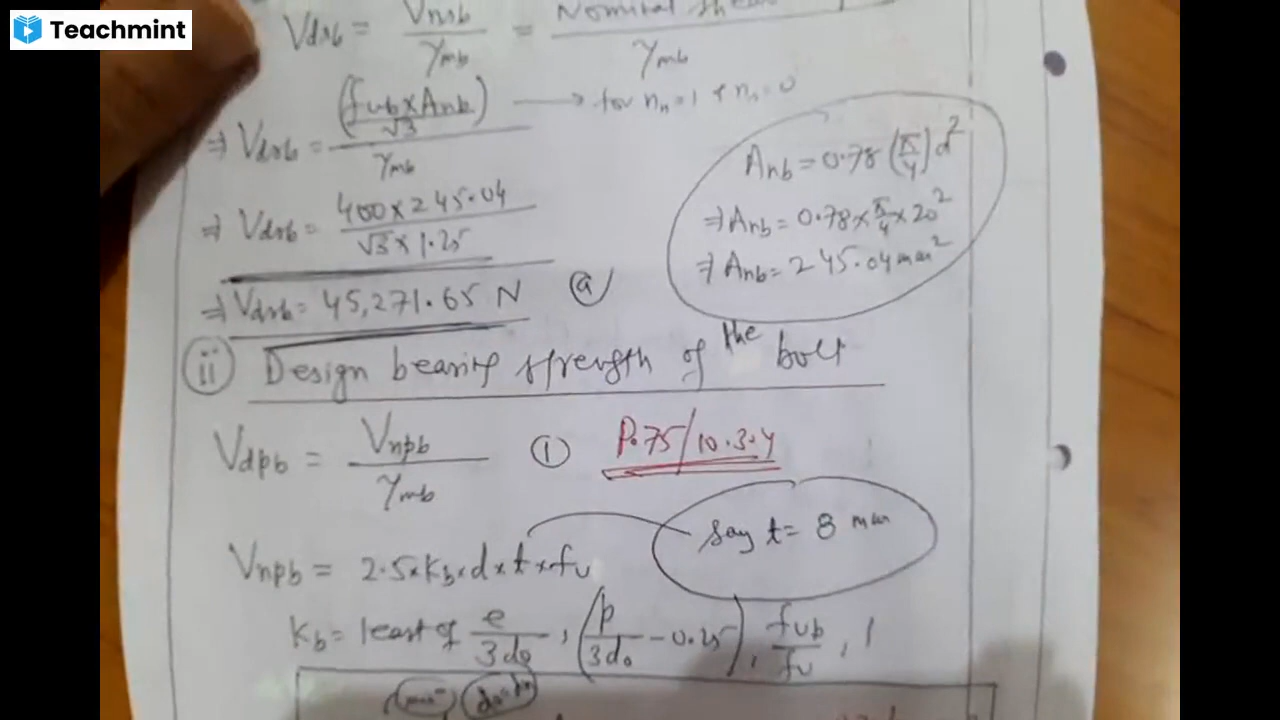 Teachmint
Vdsb = Vnsb / γmb = Nominal shear / γmb
⇒ Vdsb = (fub × Anb / √3) / γmb → for nn = 1 & ns = 0
Anb = 0.78 (π/4) d²
⇒ Anb = 0.78 × π/4 × 20²
⇒ Anb = 245.04 mm²
⇒ Vdsb = 400 × 245.04 / √3 × 1.25
⇒ Vdsb = 45,271.65 N (a)
(ii) Design bearing strength of the bolt
Vdpb = Vnpb / γmb (1) P.75/10.3.4
say t = 8 mm
Vnpb = 2.5 × Kb × d × t × fu
Kb = least of e/3d₀, (p/3d₀ − 0.25), fub/fu, 1